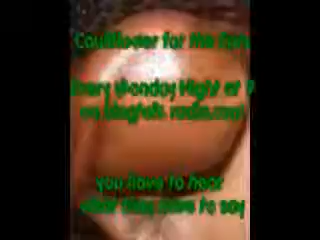 Cauliflower for the
Every Monday Night at 9
on blogtalk radio.com
you have to hear
what they have to say